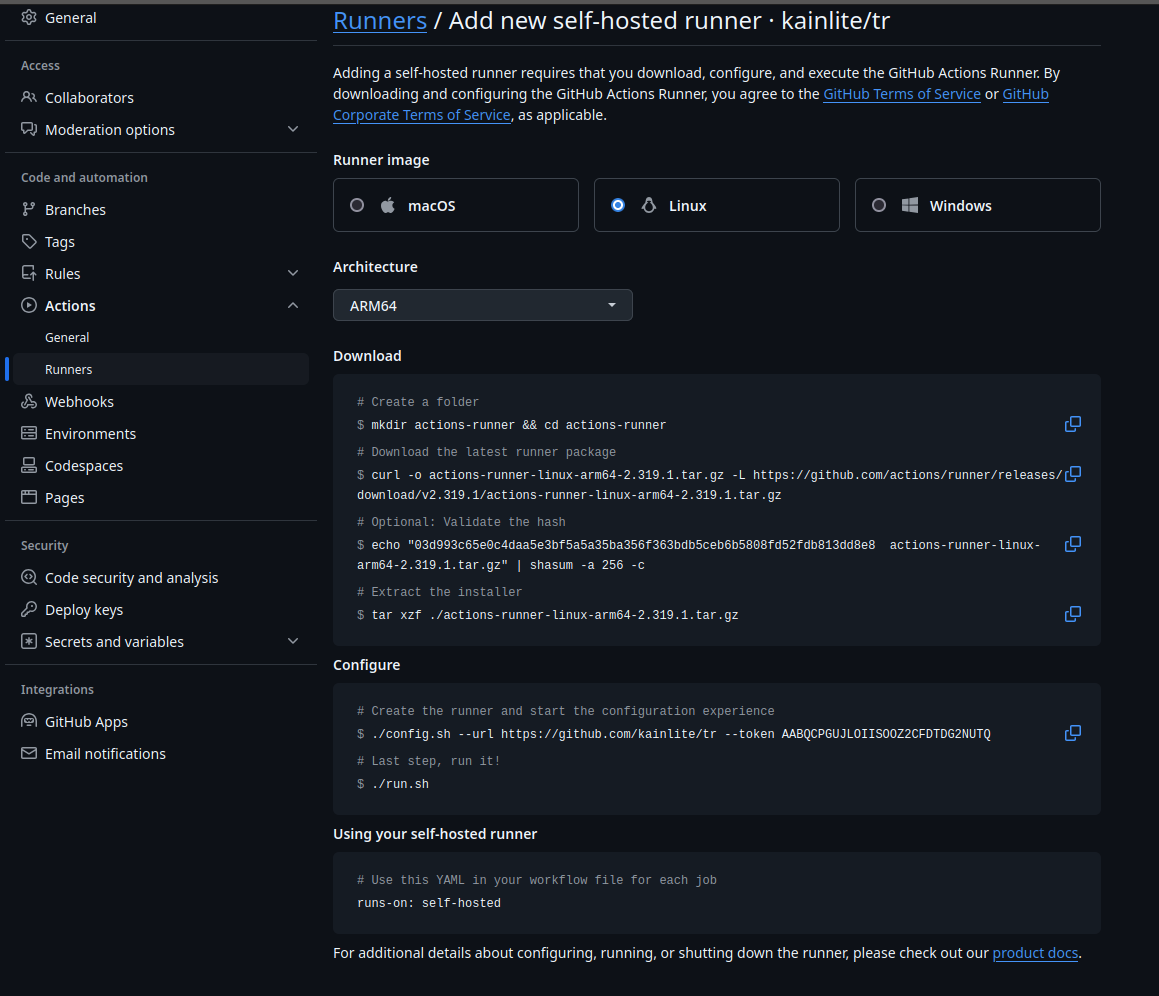 General
Access
Collaborators
Moderation options
Code and automation
Branches
Tags
Rules
Actions
General
Runners
Webhooks
Environments
Codespaces
Pages
Security
Code security and analysis
Deploy keys
Secrets and variables
Integrations
GitHub Apps
Email notifications
Runners / Add new self-hosted runner · kainlite/tr
Adding a self-hosted runner requires that you download, configure, and execute the GitHub Actions Runner. By
downloading and configuring the GitHub Actions Runner, you agree to the GitHub Terms of Service or GitHub
Corporate Terms of Service, as applicable.
Runner image
macOS
Linux
Windows
Architecture
ARM64
Download
# Create a folder
$ mkdir actions-runner && cd actions-runner
# Download the latest runner package
$ curl -o actions-runner-linux-arm64-2.319.1.tar.gz -L https://github.com/actions/runner/releases/
download/v2.319.1/actions-runner-linux-arm64-2.319.1.tar.gz
# Optional: Validate the hash
$ echo "03d993c65e0c4daa5e3bf5a5a35ba356f363bdb5ceb6b5808fd52fdb813dd8e8  actions-runner-linux-
arm64-2.319.1.tar.gz" | shasum -a 256 -c
# Extract the installer
$ tar xzf ./actions-runner-linux-arm64-2.319.1.tar.gz
Configure
# Create the runner and start the configuration experience
$ ./config.sh --url https://github.com/kainlite/tr --token AABQCPGUJLOIISOOZ2CFDTDG2NUTQ
# Last step, run it!
$ ./run.sh
Using your self-hosted runner
# Use this YAML in your workflow file for each job
runs-on: self-hosted
For additional details about configuring, running, or shutting down the runner, please check out our product docs.